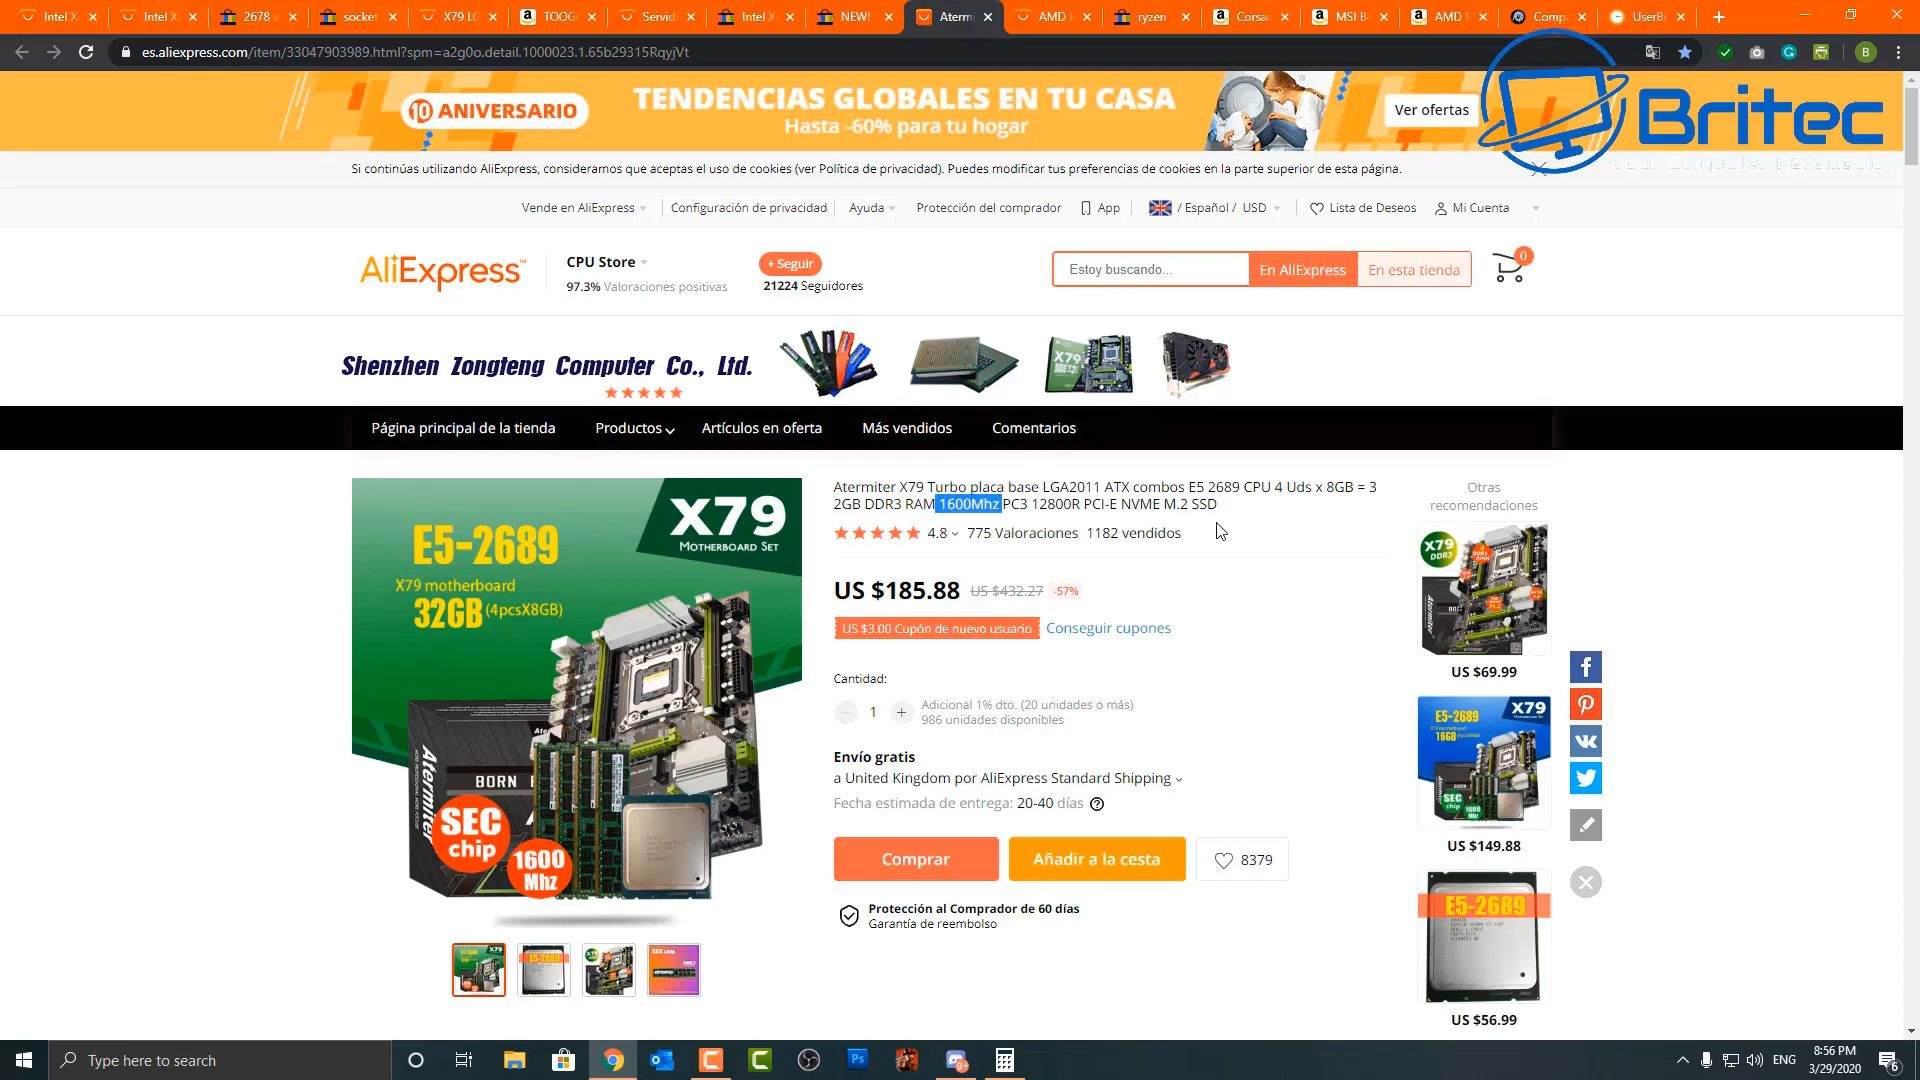 Intel X
Intel X
2678 v
socket
X79 LG
TOOG
Servid
Intel X
NEW!
Aterm
AMD
ryzen
Corsa
MSI B
AMD
Comp
UserB
es.aliexpress.com/item/33047903989.html?spm=a2g0o.detail.1000023.1.65b29315RqyjVt
B
10 ANIVERSARIO
TENDENCIAS GLOBALES EN TU CASA
Hasta -60% para tu hogar
Ver ofertas
Britec
Your Computer Paramedic
Si continúas utilizando AliExpress, consideramos que aceptas el uso de cookies (ver Política de privacidad). Puedes modificar tus preferencias de cookies en la parte superior de esta página.
Vende en AliExpress
Configuración de privacidad
Ayuda
Protección del comprador
App
/ Español / USD
Lista de Deseos
Mi Cuenta
AliExpress™
CPU Store
97.3% Valoraciones positivas
+ Seguir
21224 Seguidores
Estoy buscando...
En AliExpress
En esta tienda
0
Shenzhen Zongteng Computer Co., Ltd.
X79
Página principal de la tienda
Productos
Artículos en oferta
Más vendidos
Comentarios
X79
MOTHERBOARD SET
E5-2689
X79 motherboard
32GB (4pcsX8GB)
Atermiter
BORN
SEC
chip
1600
Mhz
Atermiter X79 Turbo placa base LGA2011 ATX combos E5 2689 CPU 4 Uds x 8GB = 3
2GB DDR3 RAM 1600Mhz PC3 12800R PCI-E NVME M.2 SSD
4.8
775 Valoraciones
1182 vendidos
US $185.88
US $432.27
-57%
US $3.00 Cupón de nuevo usuario
Conseguir cupones
Cantidad:
1
Adicional 1% dto. (20 unidades o más)
986 unidades disponibles
Envío gratis
a United Kingdom por AliExpress Standard Shipping
Fecha estimada de entrega: 20-40 días
Comprar
Añadir a la cesta
8379
Protección al Comprador de 60 días
Garantía de reembolso
Otras
recomendaciones
X79
DDR3
US $69.99
X79
E5-2689
16GB
SEC
chip
1600
US $149.88
E5-2689
US $56.99
Type here to search
ENG
8:56 PM
3/29/2020
6